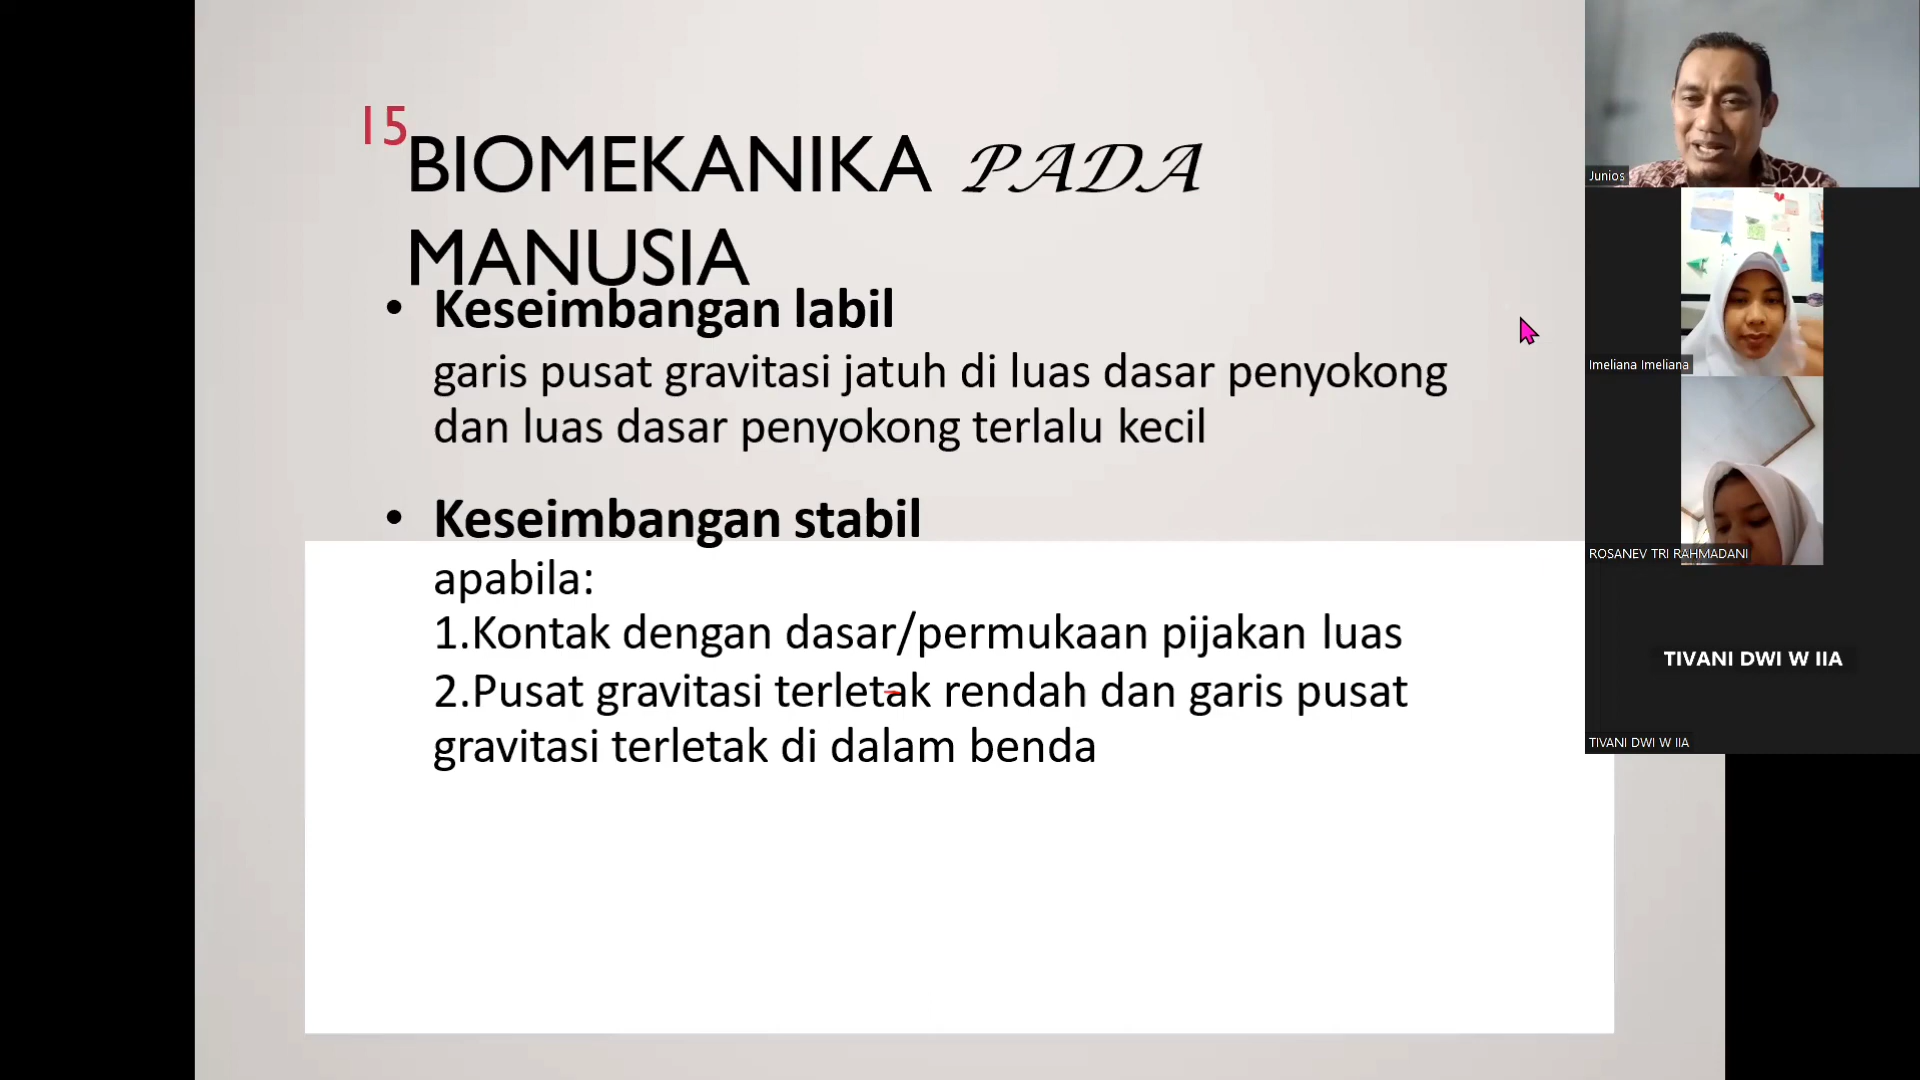 15
BIOMEKANIKA PADA
MANUSIA
• Keseimbangan labil
garis pusat gravitasi jatuh di luas dasar penyokong
dan luas dasar penyokong terlalu kecil
• Keseimbangan stabil
apabila:
1.Kontak dengan dasar/permukaan pijakan luas
2.Pusat gravitasi terletak rendah dan garis pusat
gravitasi terletak di dalam benda
Junios
Imeliana Imeliana
ROSANEV TRI RAHMADANI
TIVANI DWI W IIA
TIVANI DWI W IIA